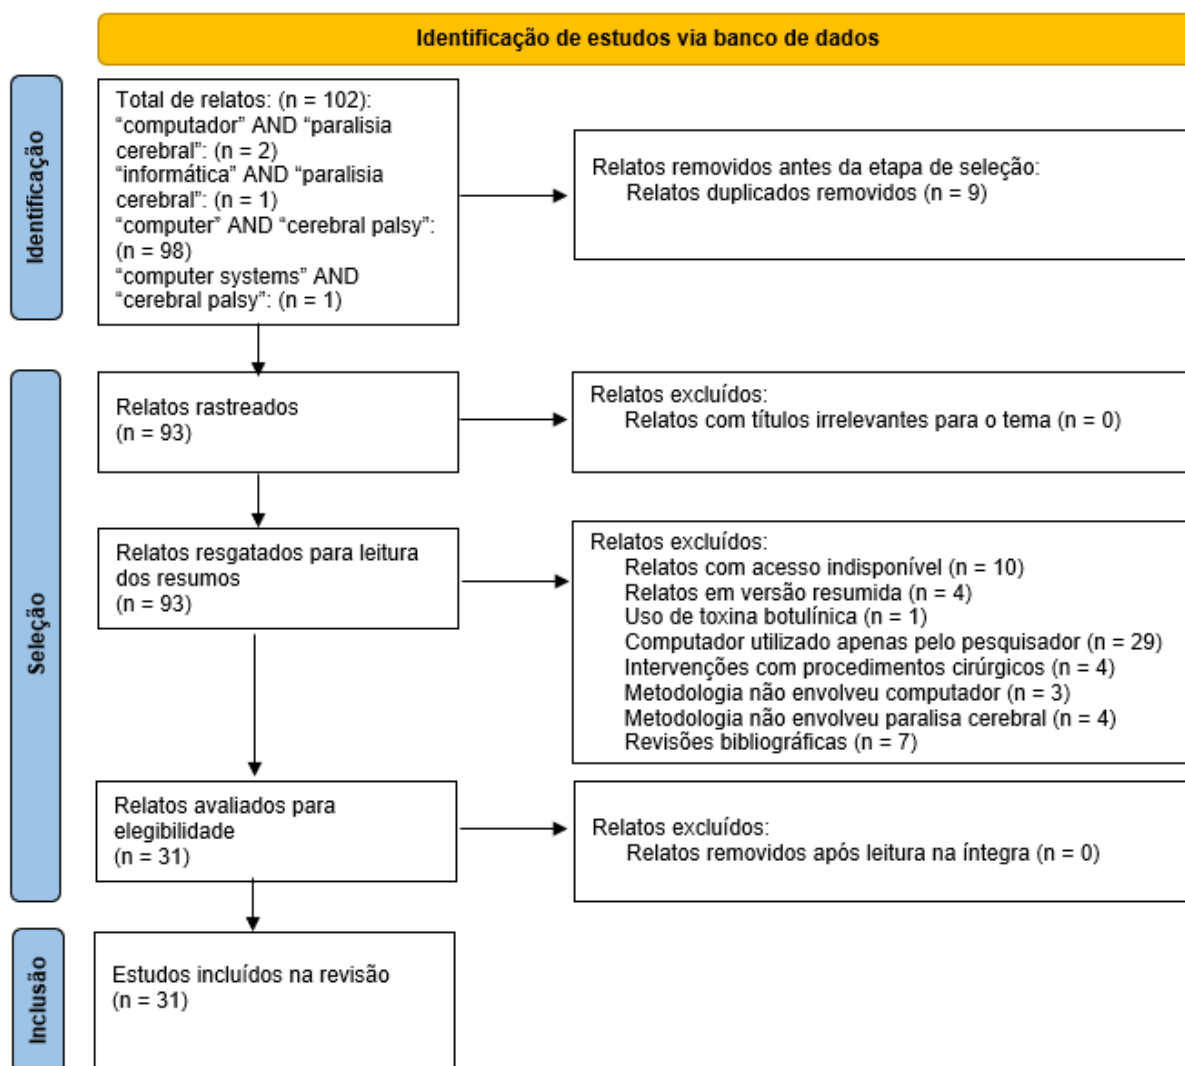 Identificação de estudos via banco de dados
Identificação
Total de relatos: (n = 102):
“computador” AND “paralisia
cerebral”: (n = 2)
“informática” AND “paralisia
cerebral”: (n = 1)
“computer” AND “cerebral palsy”:
(n = 98)
“computer systems” AND
“cerebral palsy”: (n = 1)
Relatos removidos antes da etapa de seleção:
Relatos duplicados removidos (n = 9)
Seleção
Relatos rastreados
(n = 93)
Relatos excluídos:
Relatos com títulos irrelevantes para o tema (n = 0)
Relatos resgatados para leitura
dos resumos
(n = 93)
Relatos excluídos:
Relatos com acesso indisponível (n = 10)
Relatos em versão resumida (n = 4)
Uso de toxina botulínica (n = 1)
Computador utilizado apenas pelo pesquisador (n = 29)
Intervenções com procedimentos cirúrgicos (n = 4)
Metodologia não envolveu computador (n = 3)
Metodologia não envolveu paralisa cerebral (n = 4)
Revisões bibliográficas (n = 7)
Relatos avaliados para
elegibilidade
(n = 31)
Relatos excluídos:
Relatos removidos após leitura na íntegra (n = 0)
Inclusão
Estudos incluídos na revisão
(n = 31)